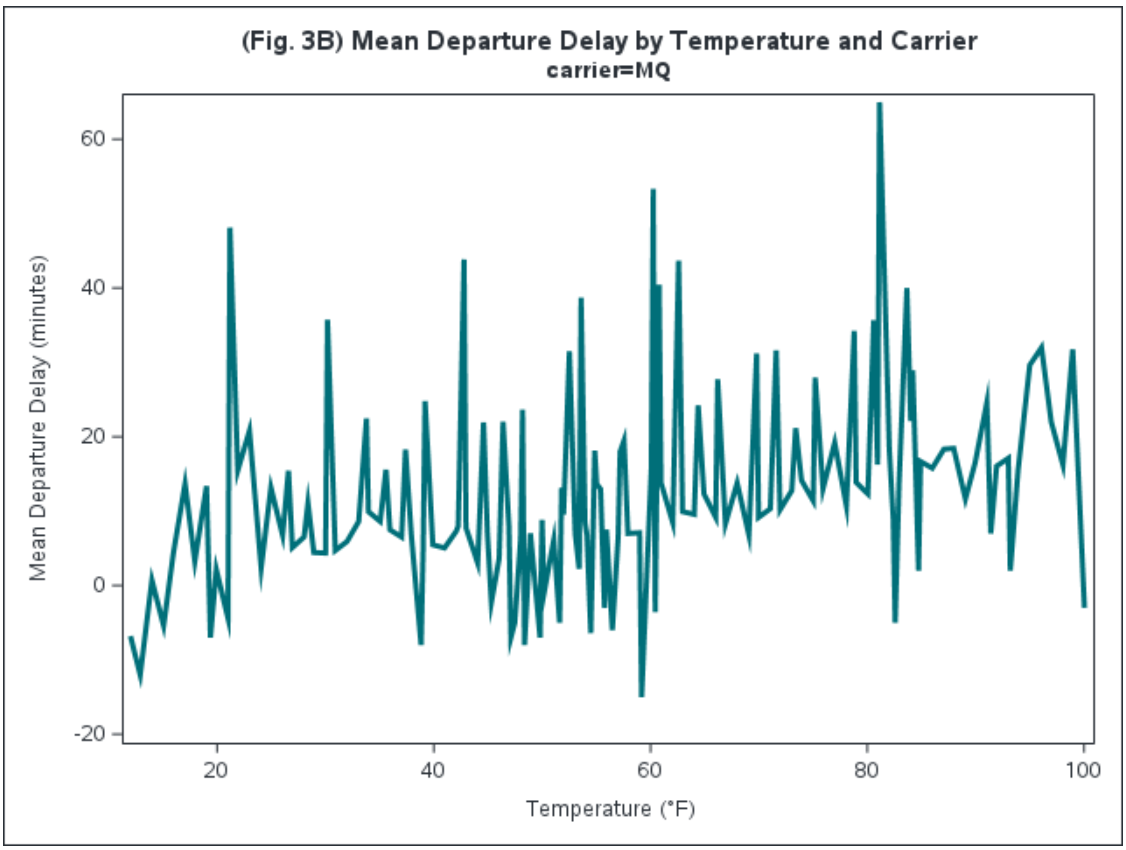 (Fig. 3B) Mean Departure Delay by Temperature and Carrier
carrier=MQ
Mean Departure Delay (minutes)
60
40
20
0
-20
20 40 60 80 100
Temperature (°F)